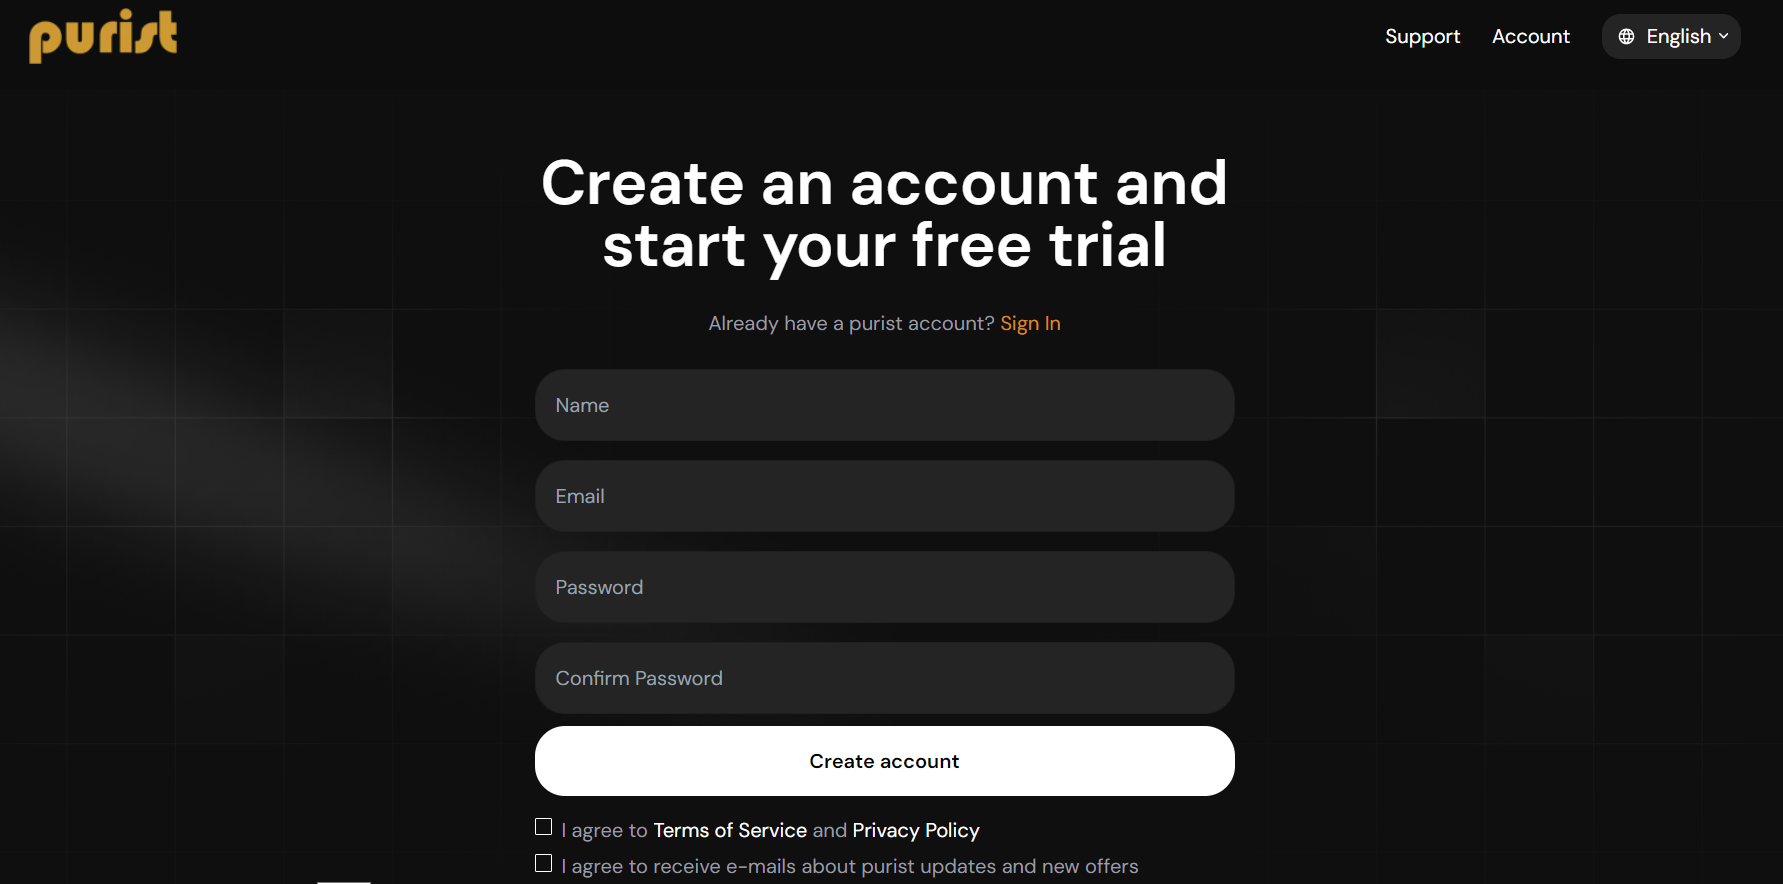 purist
Support
Account
English
Create an account and
start your free trial
Already have a purist account? Sign In
Name
Email
Password
Confirm Password
Create account
I agree to Terms of Service and Privacy Policy
I agree to receive e-mails about purist updates and new offers